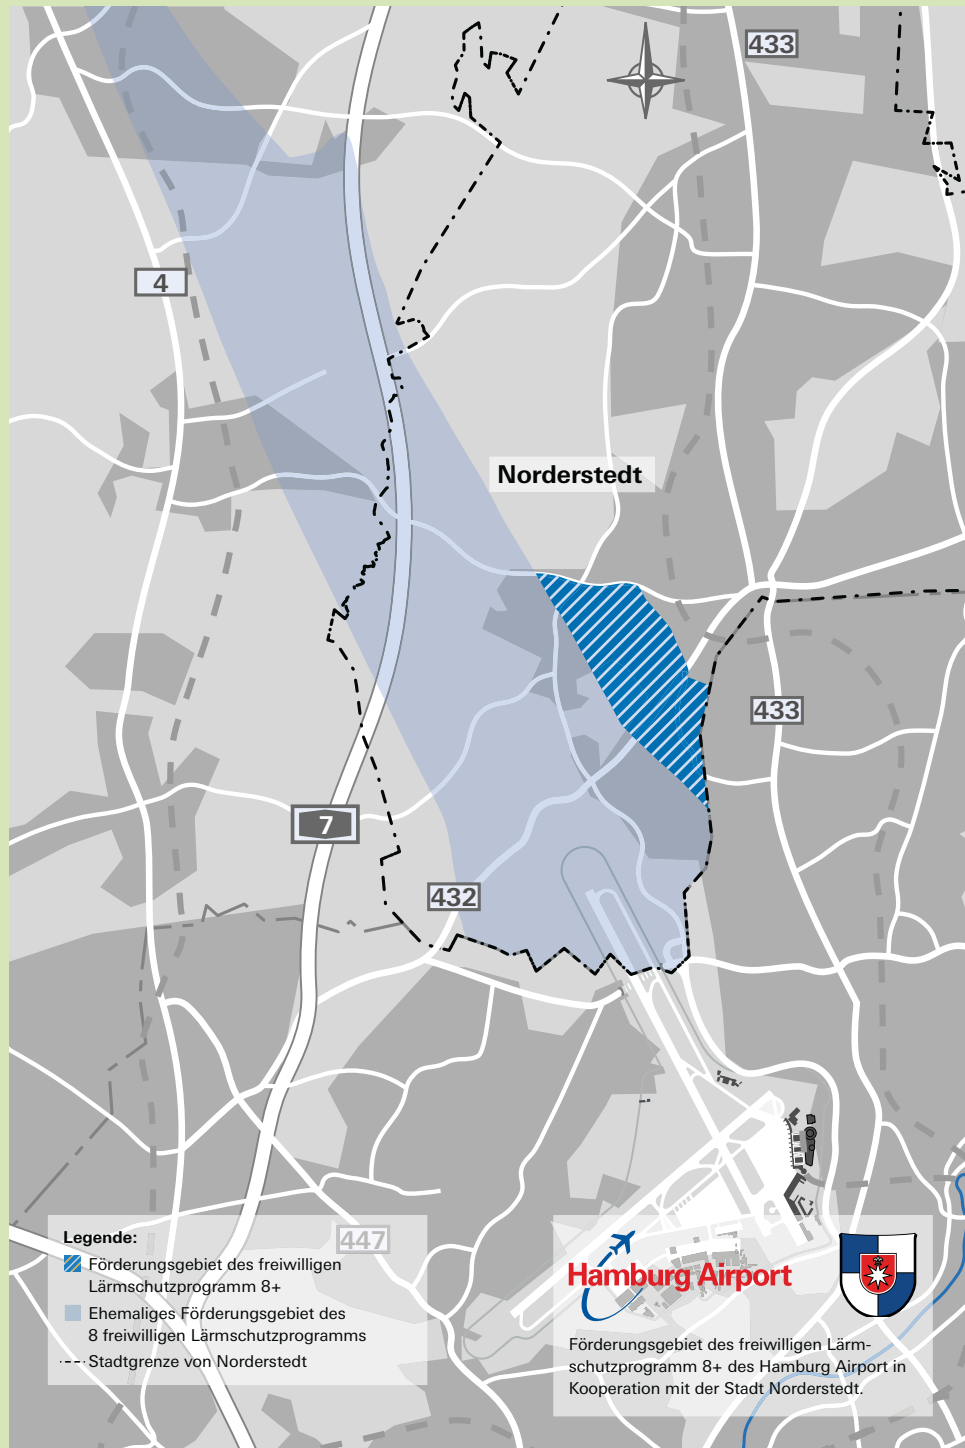 433
4
Norderstedt
433
7
432
447
Legende:
Förderungsgebiet des freiwilligen
Lärmschutzprogramm 8+
Ehemaliges Förderungsgebiet des
8 freiwilligen Lärmschutzprogramms
Stadtgrenze von Norderstedt
Hamburg Airport
Förderungsgebiet des freiwilligen Lärm-
schutzprogramm 8+ des Hamburg Airport in
Kooperation mit der Stadt Norderstedt.